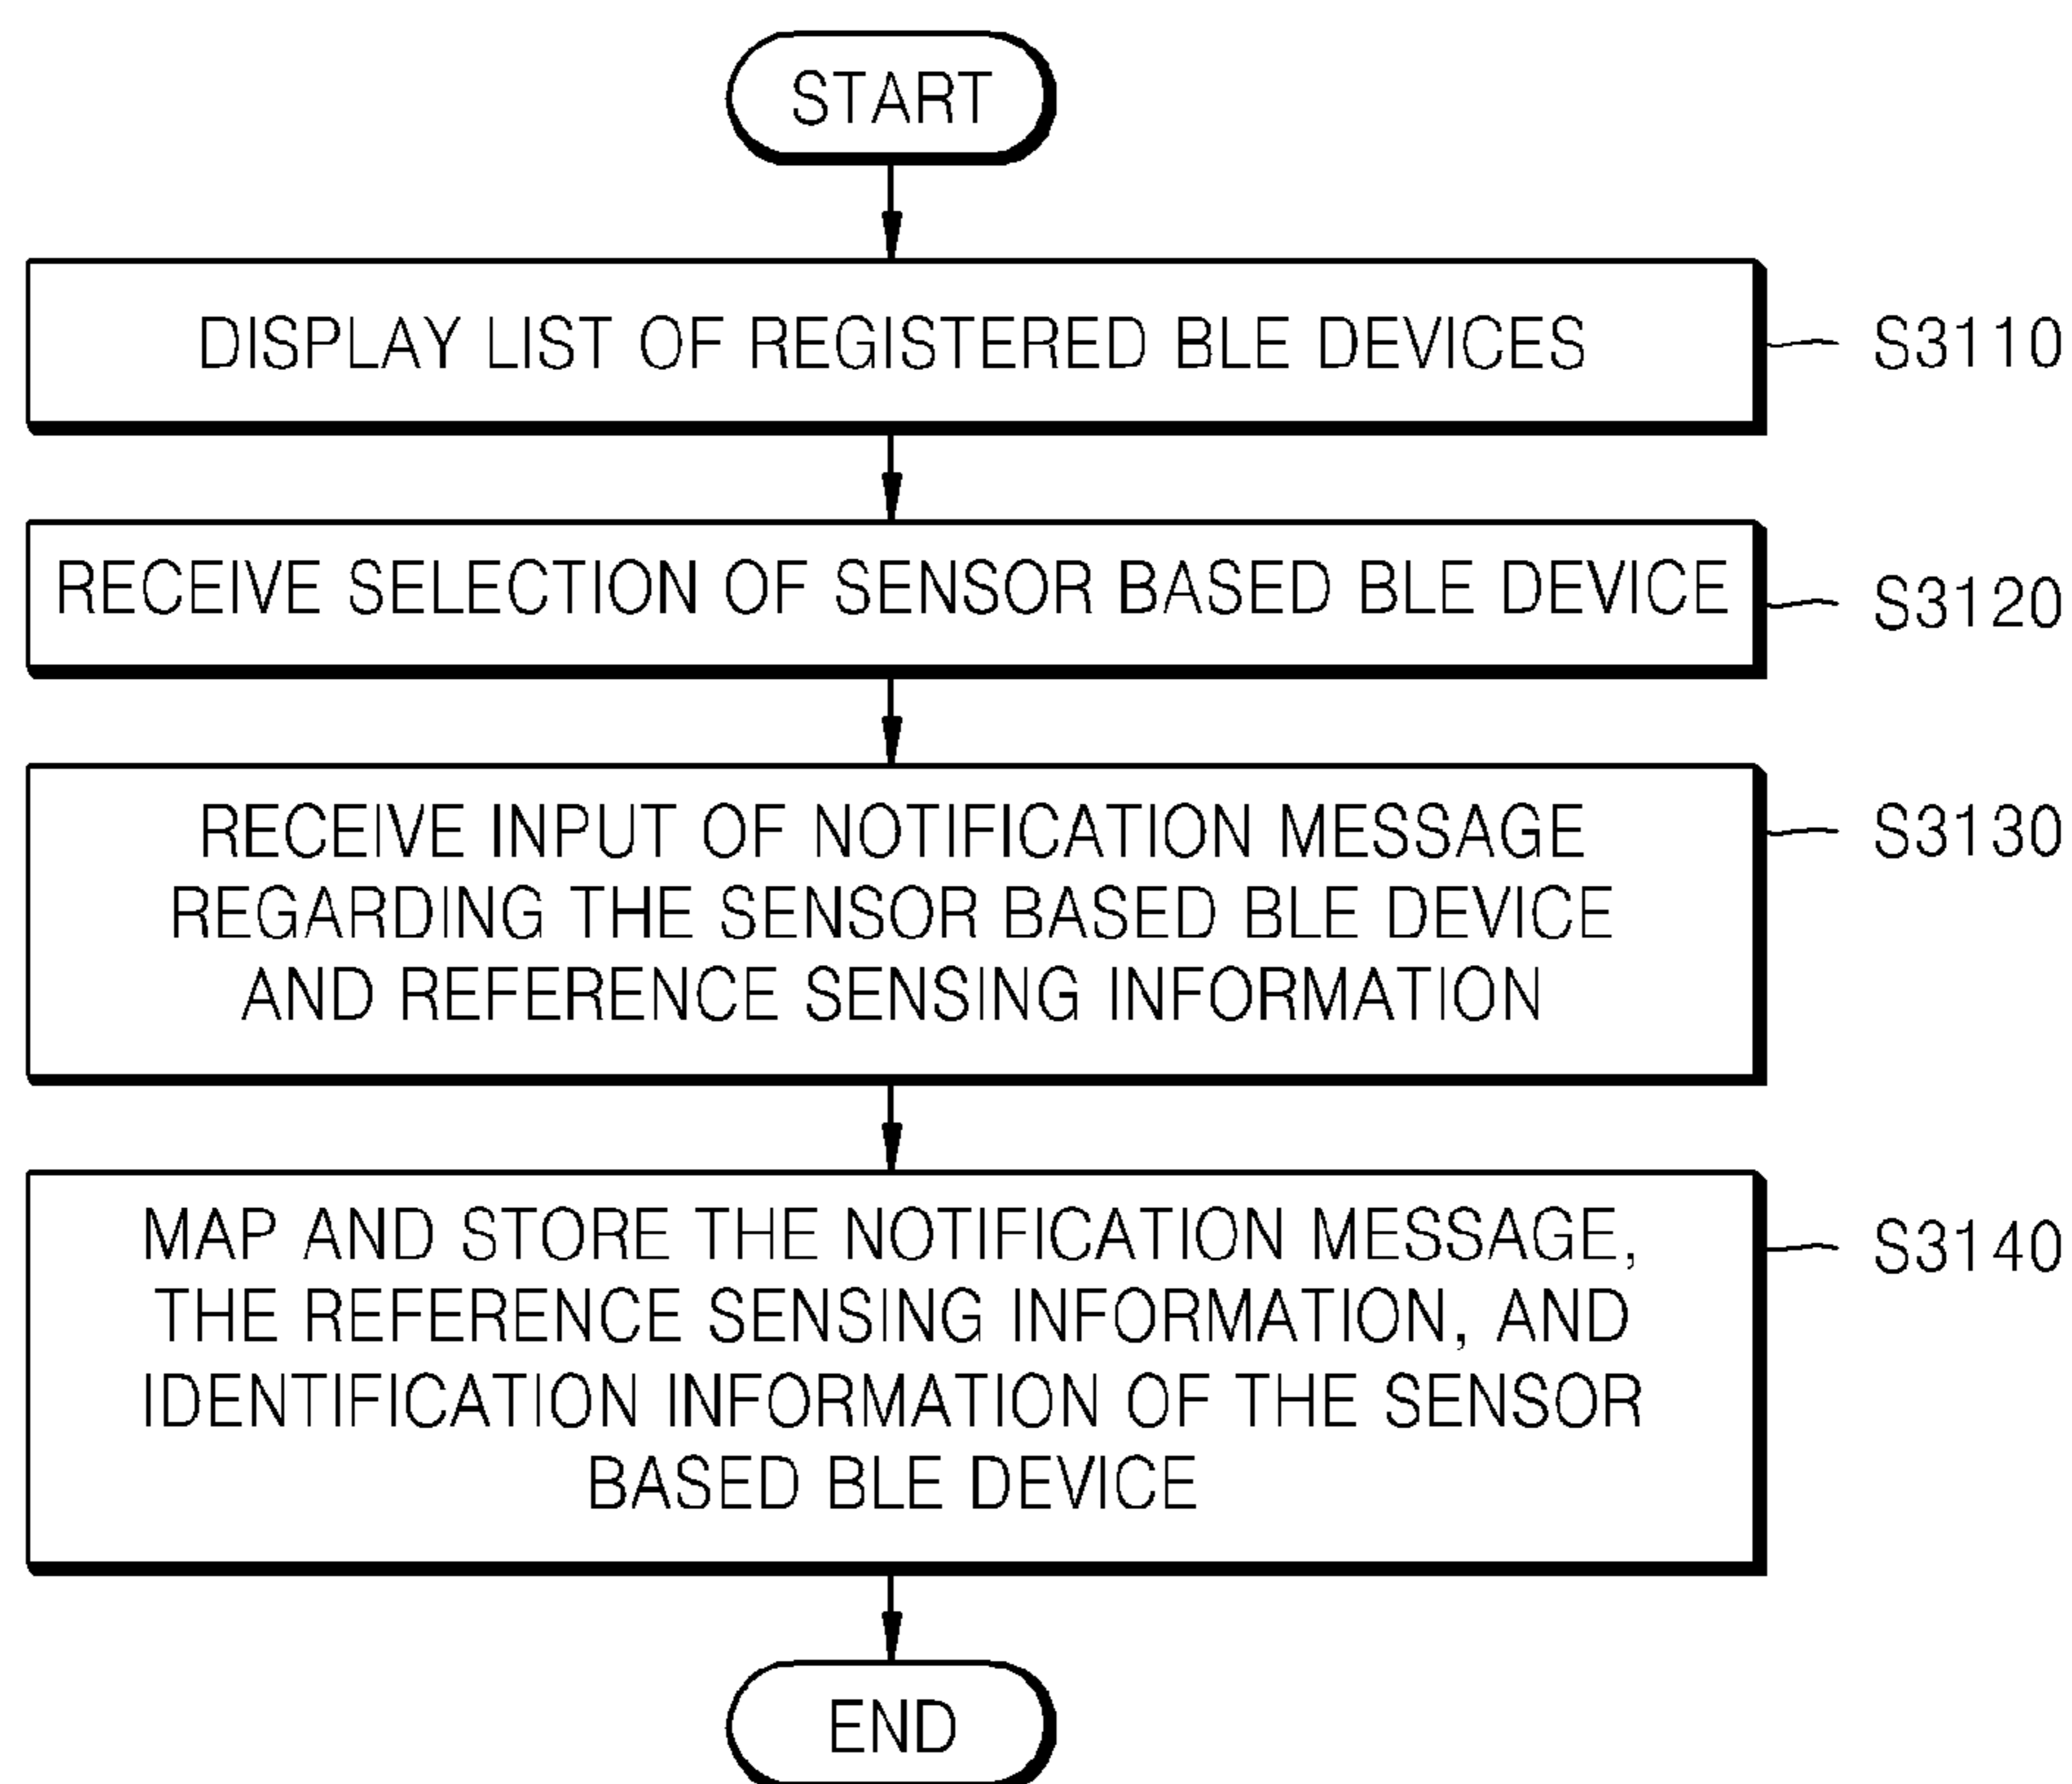 START
DISPLAY LIST OF REGISTERED BLE DEVICES
S3110
RECEIVE SELECTION OF SENSOR BASED BLE DEVICE
S3120
RECEIVE INPUT OF NOTIFICATION MESSAGE
REGARDING THE SENSOR BASED BLE DEVICE
AND REFERENCE SENSING INFORMATION
S3130
MAP AND STORE THE NOTIFICATION MESSAGE,
THE REFERENCE SENSING INFORMATION, AND
IDENTIFICATION INFORMATION OF THE SENSOR
BASED BLE DEVICE
S3140
END